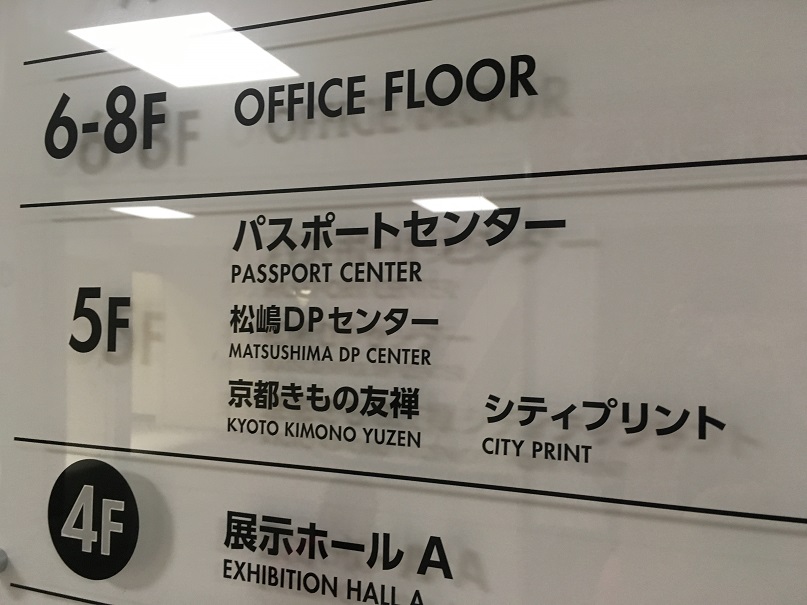 6-8F OFFICE FLOOR
5F
パスポートセンター
PASSPORT CENTER
松嶋DPセンター
MATSUSHIMA DP CENTER
京都きもの友禅 シティプリント
KYOTO KIMONO YUZEN CITY PRINT
4F
展示ホール A
EXHIBITION HALL A